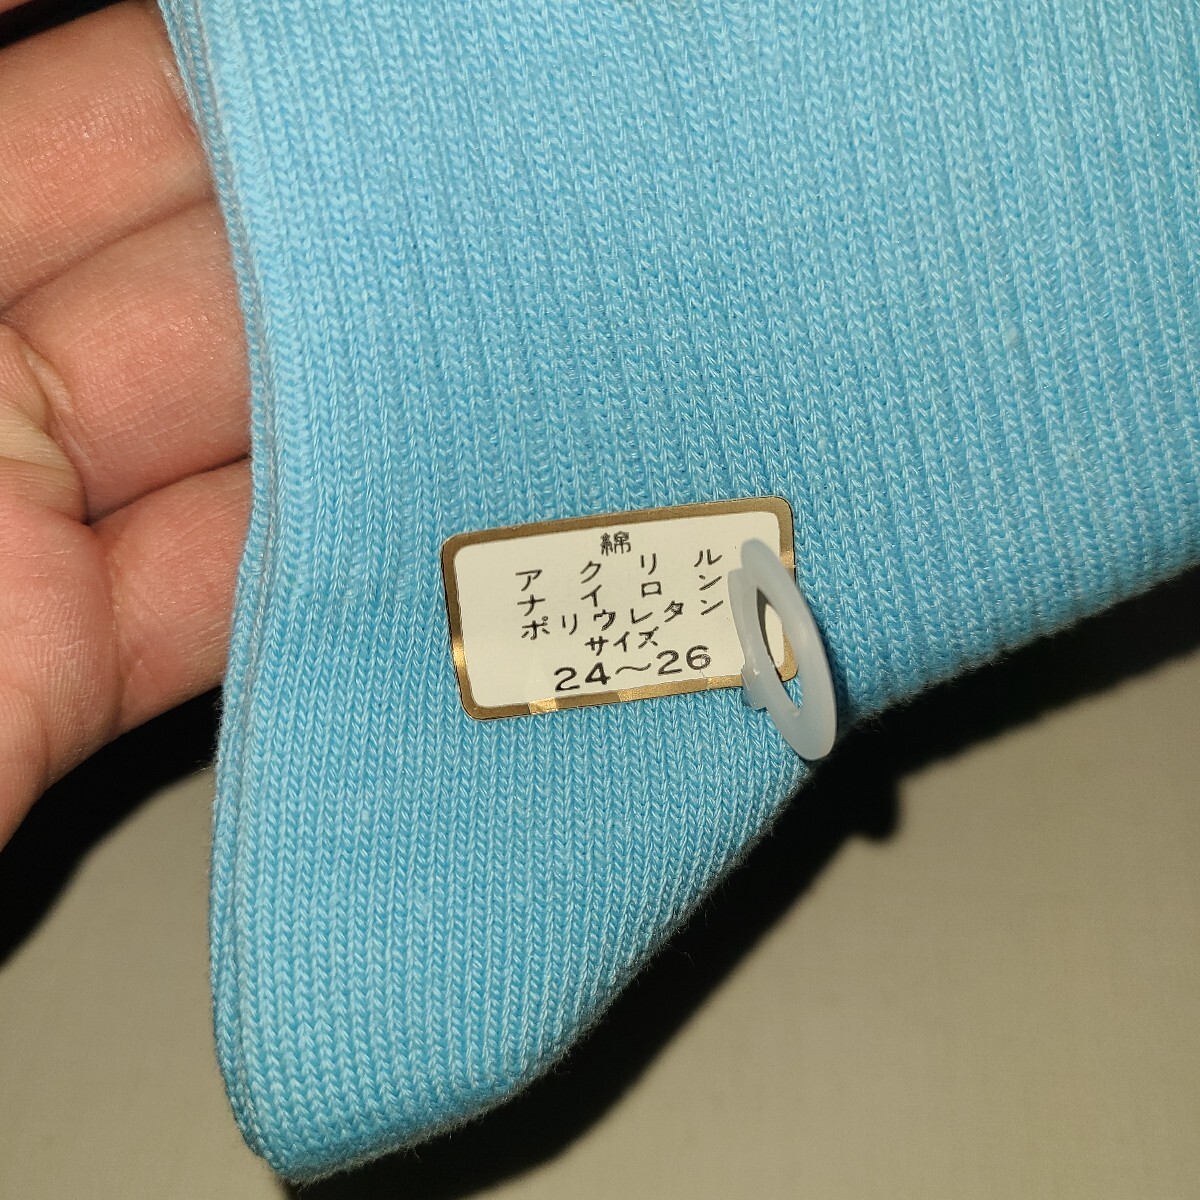 綿
アクリル
ナイロン
ポリウレタン
サイズ
24～26